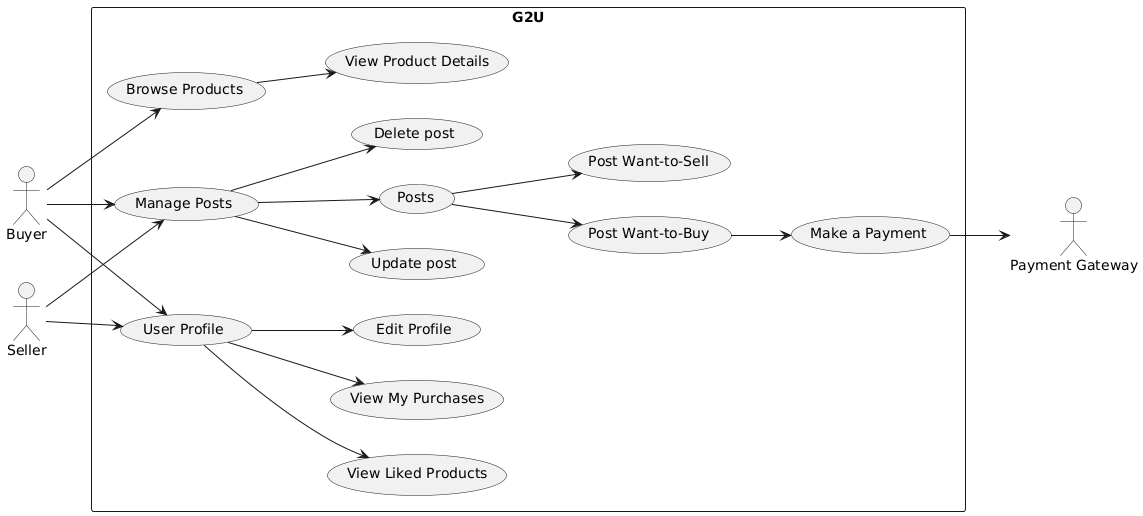 G2U
View Product Details
Browse Products
Delete post
Post Want-to-Sell
Manage Posts
Posts
Buyer
Post Want-to-Buy
Make a Payment
Payment Gateway
Update post
User Profile
Edit Profile
Seller
View My Purchases
View Liked Products